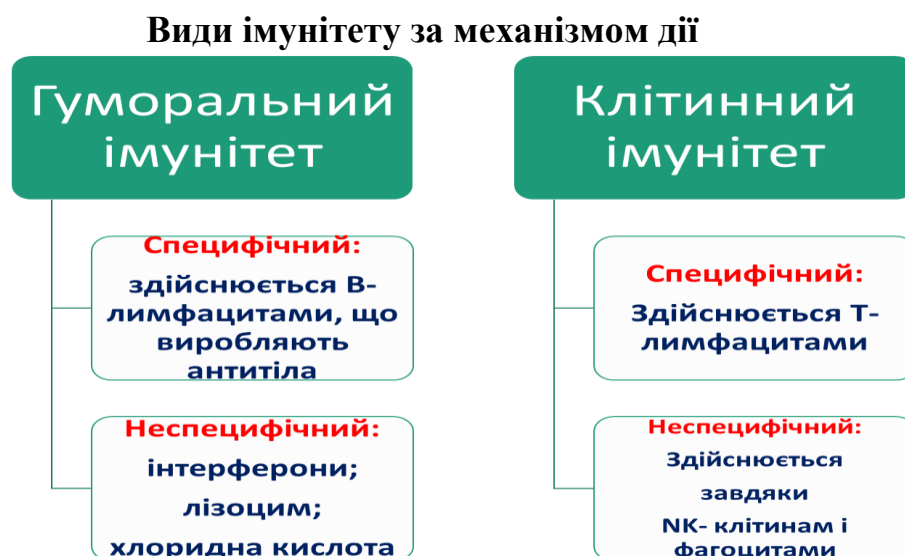 Види імунітету за механізмом дії
Гуморальний
імунітет
Специфічний:
здійснюється В-
лимфацитами, що
виробляють
антитіла
Неспецифічний:
інтерферони;
лізоцим;
хлоридна кислота
Клітинний
імунітет
Специфічний:
Здійснюється Т-
лимфацитами
Неспецифічний:
Здійснюється
завдяки
NK- клітинам і
фагоцитами